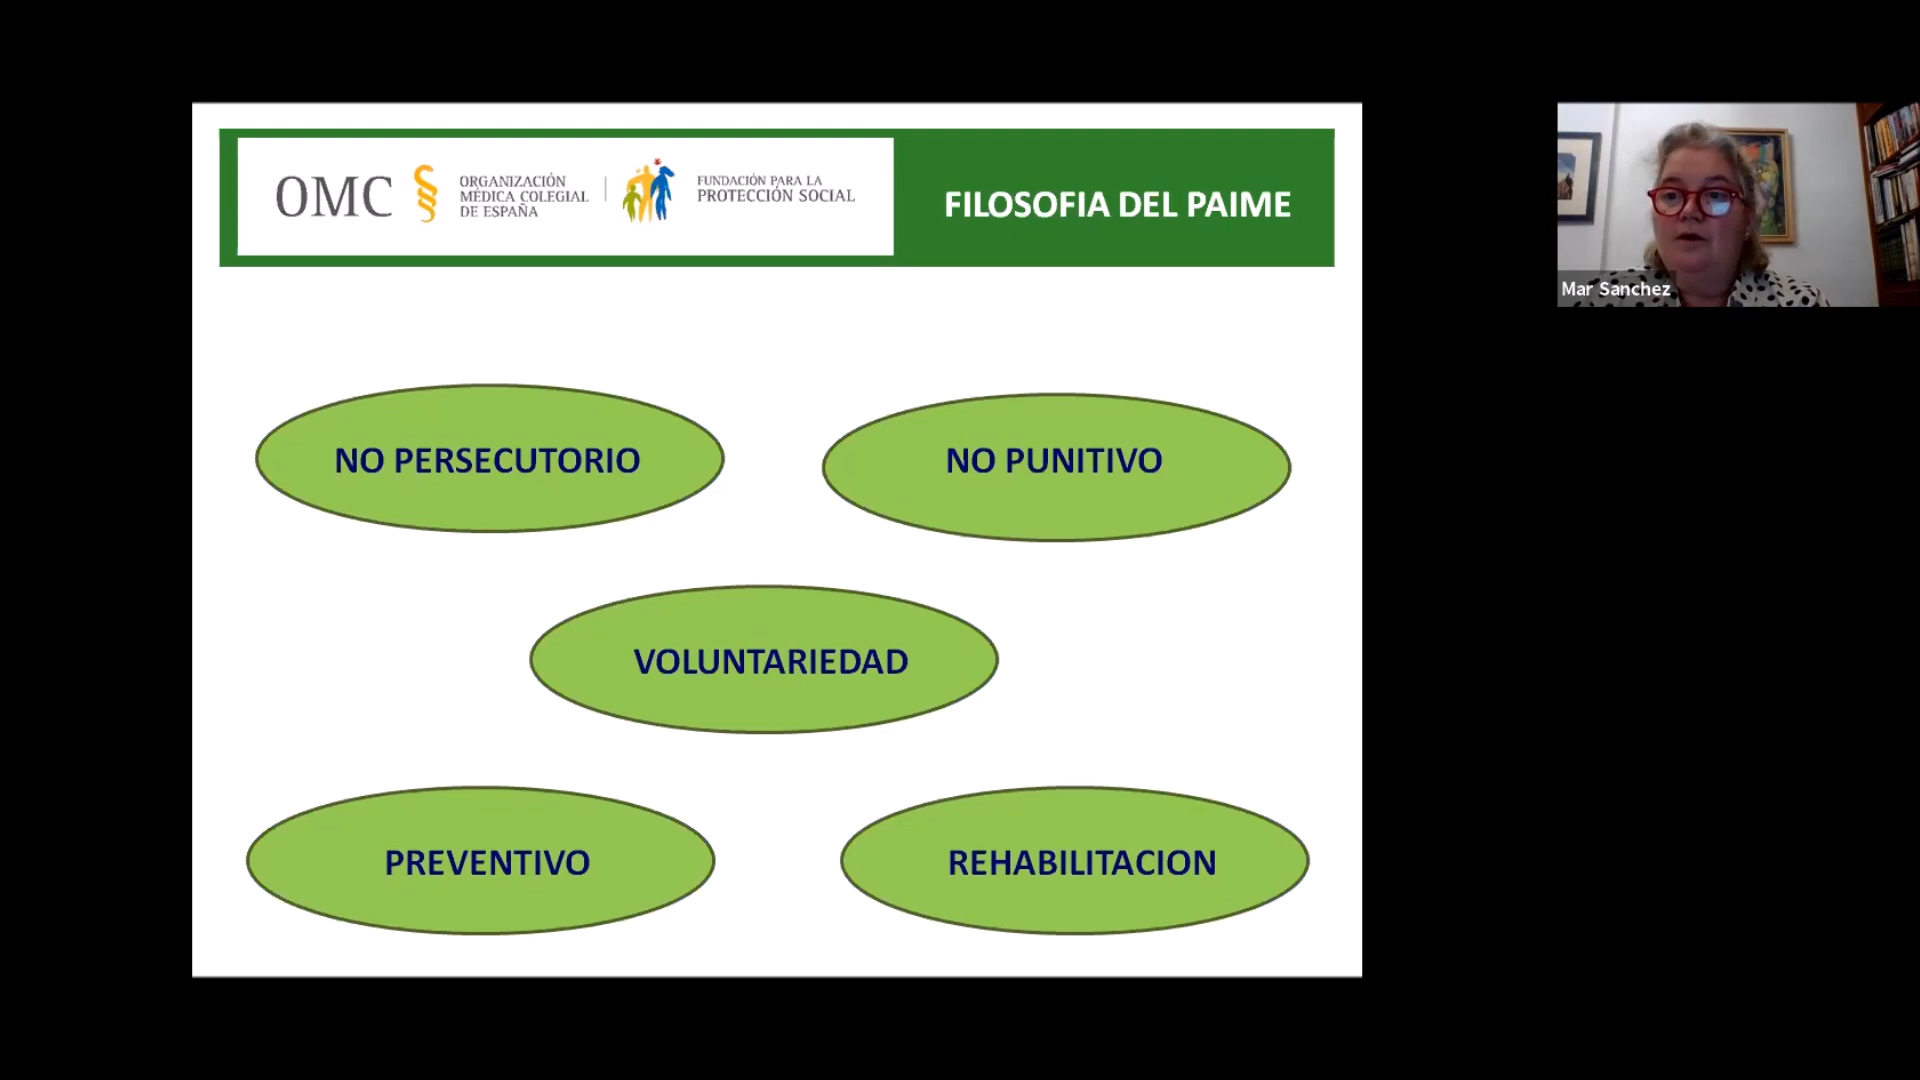 OMC
ORGANIZACIÓN
MÉDICA COLEGIAL
DE ESPAÑA
FUNDACIÓN PARA LA
PROTECCIÓN SOCIAL
FILOSOFIA DEL PAIME
Mar Sanchez
NO PERSECUTORIO
NO PUNITIVO
VOLUNTARIEDAD
PREVENTIVO
REHABILITACION